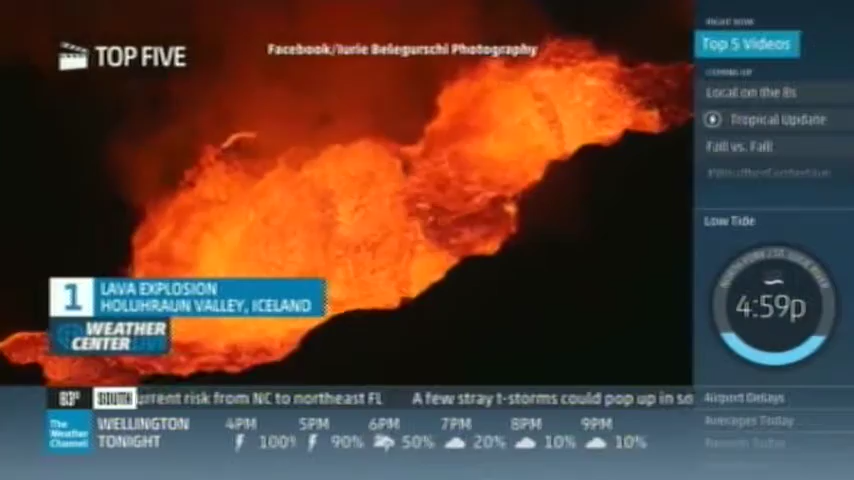 TOP FIVE
Facebook/Iurie Belegurschi Photography
1
LAVA EXPLOSION
HOLUHRAUN VALLEY, ICELAND
WEATHER
CENTER LIVE
83° SOUTH urrent risk from NC to northeast FL A few stray t-storms could pop up in so
The
Weather
Channel
WELLINGTON
TONIGHT
4PM 5PM 6PM 7PM 8PM 9PM
100% 90% 50% 20% 10% 10%
RIGHT NOW
Top 5 Videos
COMING UP
Local on the 8s
Tropical Update
Fall vs. Fall!
Low Tide
4:59p
Airport Delays
Averages Today